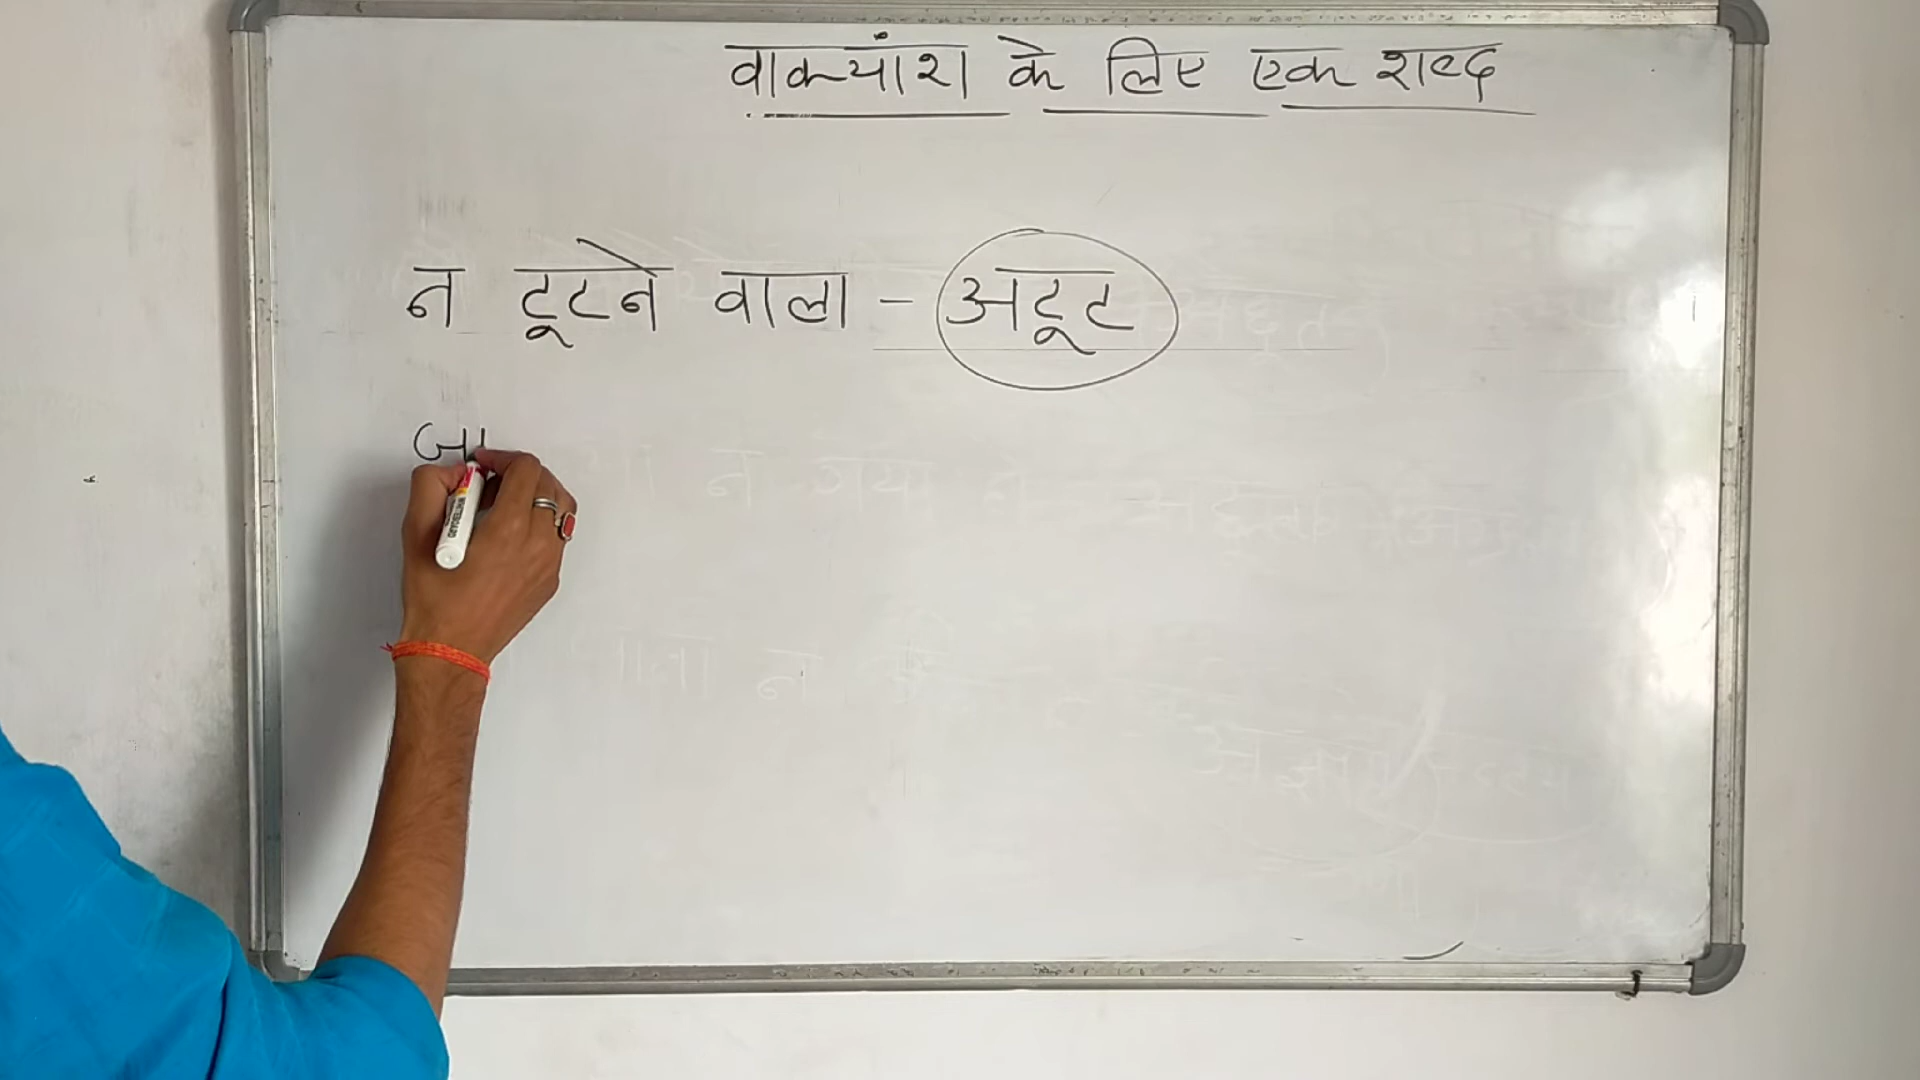 वाक्यांश के लिए एक शब्द
न टूटने वाला - अटूट